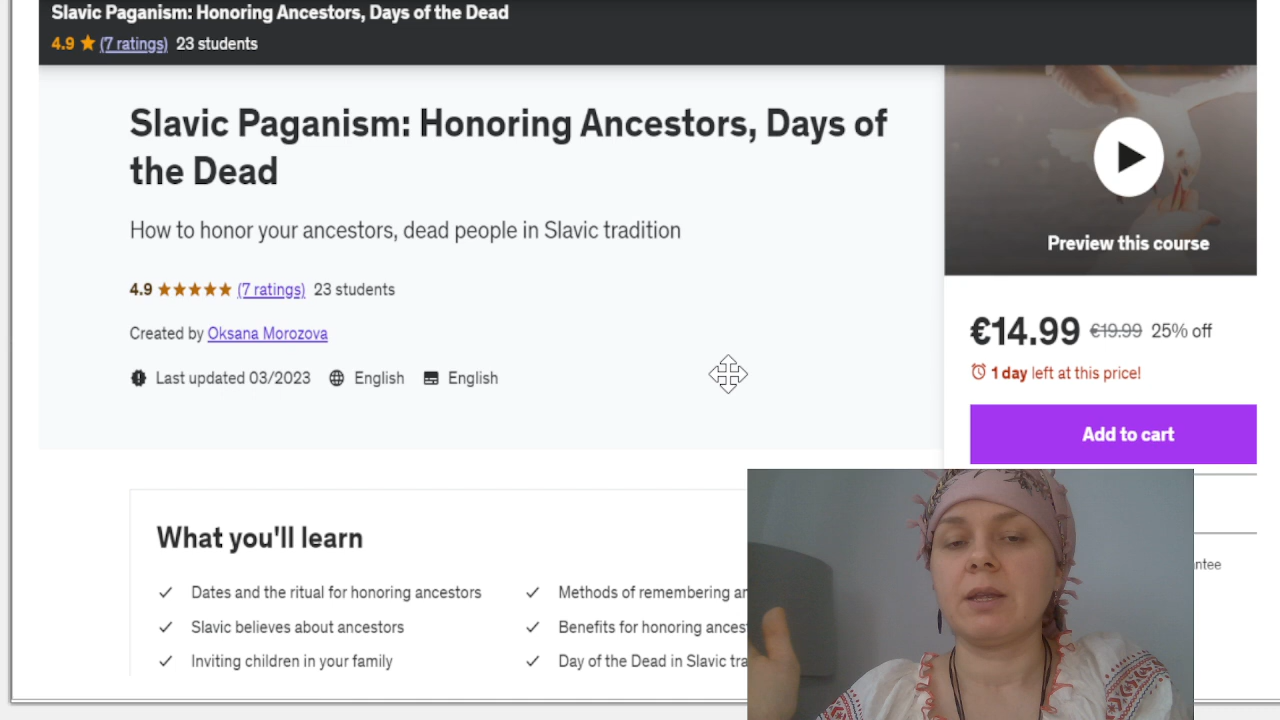 Slavic Paganism: Honoring Ancestors, Days of the Dead
4.9 ★ (7 ratings) 23 students
Slavic Paganism: Honoring Ancestors, Days of
the Dead
How to honor your ancestors, dead people in Slavic tradition
4.9 ★★★★★ (7 ratings) 23 students
Created by Oksana Morozova
Last updated 03/2023 English English
Preview this course
€14.99 €19.99 25% off
1 day left at this price!
Add to cart
What you'll learn
Dates and the ritual for honoring ancestors
Slavic believes about ancestors
Inviting children in your family
Methods of remembering
Benefits for honoring
Day of the Dead in Slavic